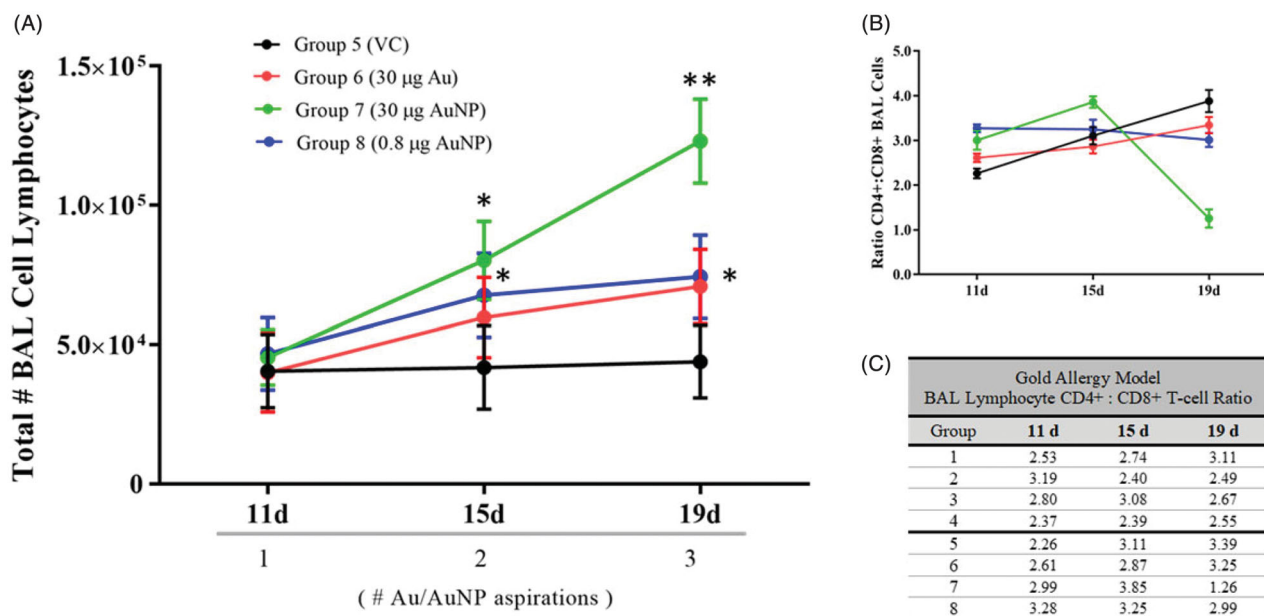 (A)
Group 5 (VC)
Group 6 (30 µg Au)
Group 7 (30 µg AuNP)
Group 8 (0.8 µg AuNP)
Total # BAL Cell Lymphocytes
1.5×10⁵
1.0×10⁵
5.0×10⁴
0
*
*
**
*
11d 15d 19d
1 2 3
( # Au/AuNP aspirations )
(B)
Ratio CD4+:CD8+ BAL Cells
5.0
4.0
3.0
2.0
1.0
0.0
11d 15d 19d
(C)
Gold Allergy Model
BAL Lymphocyte CD4+ : CD8+ T-cell Ratio
Group 11 d 15 d 19 d
1 2.53 2.74 3.11
2 3.19 2.40 2.49
3 2.80 3.08 2.67
4 2.37 2.39 2.55
5 2.26 3.11 3.39
6 2.61 2.87 3.25
7 2.99 3.85 1.26
8 3.28 3.25 2.99